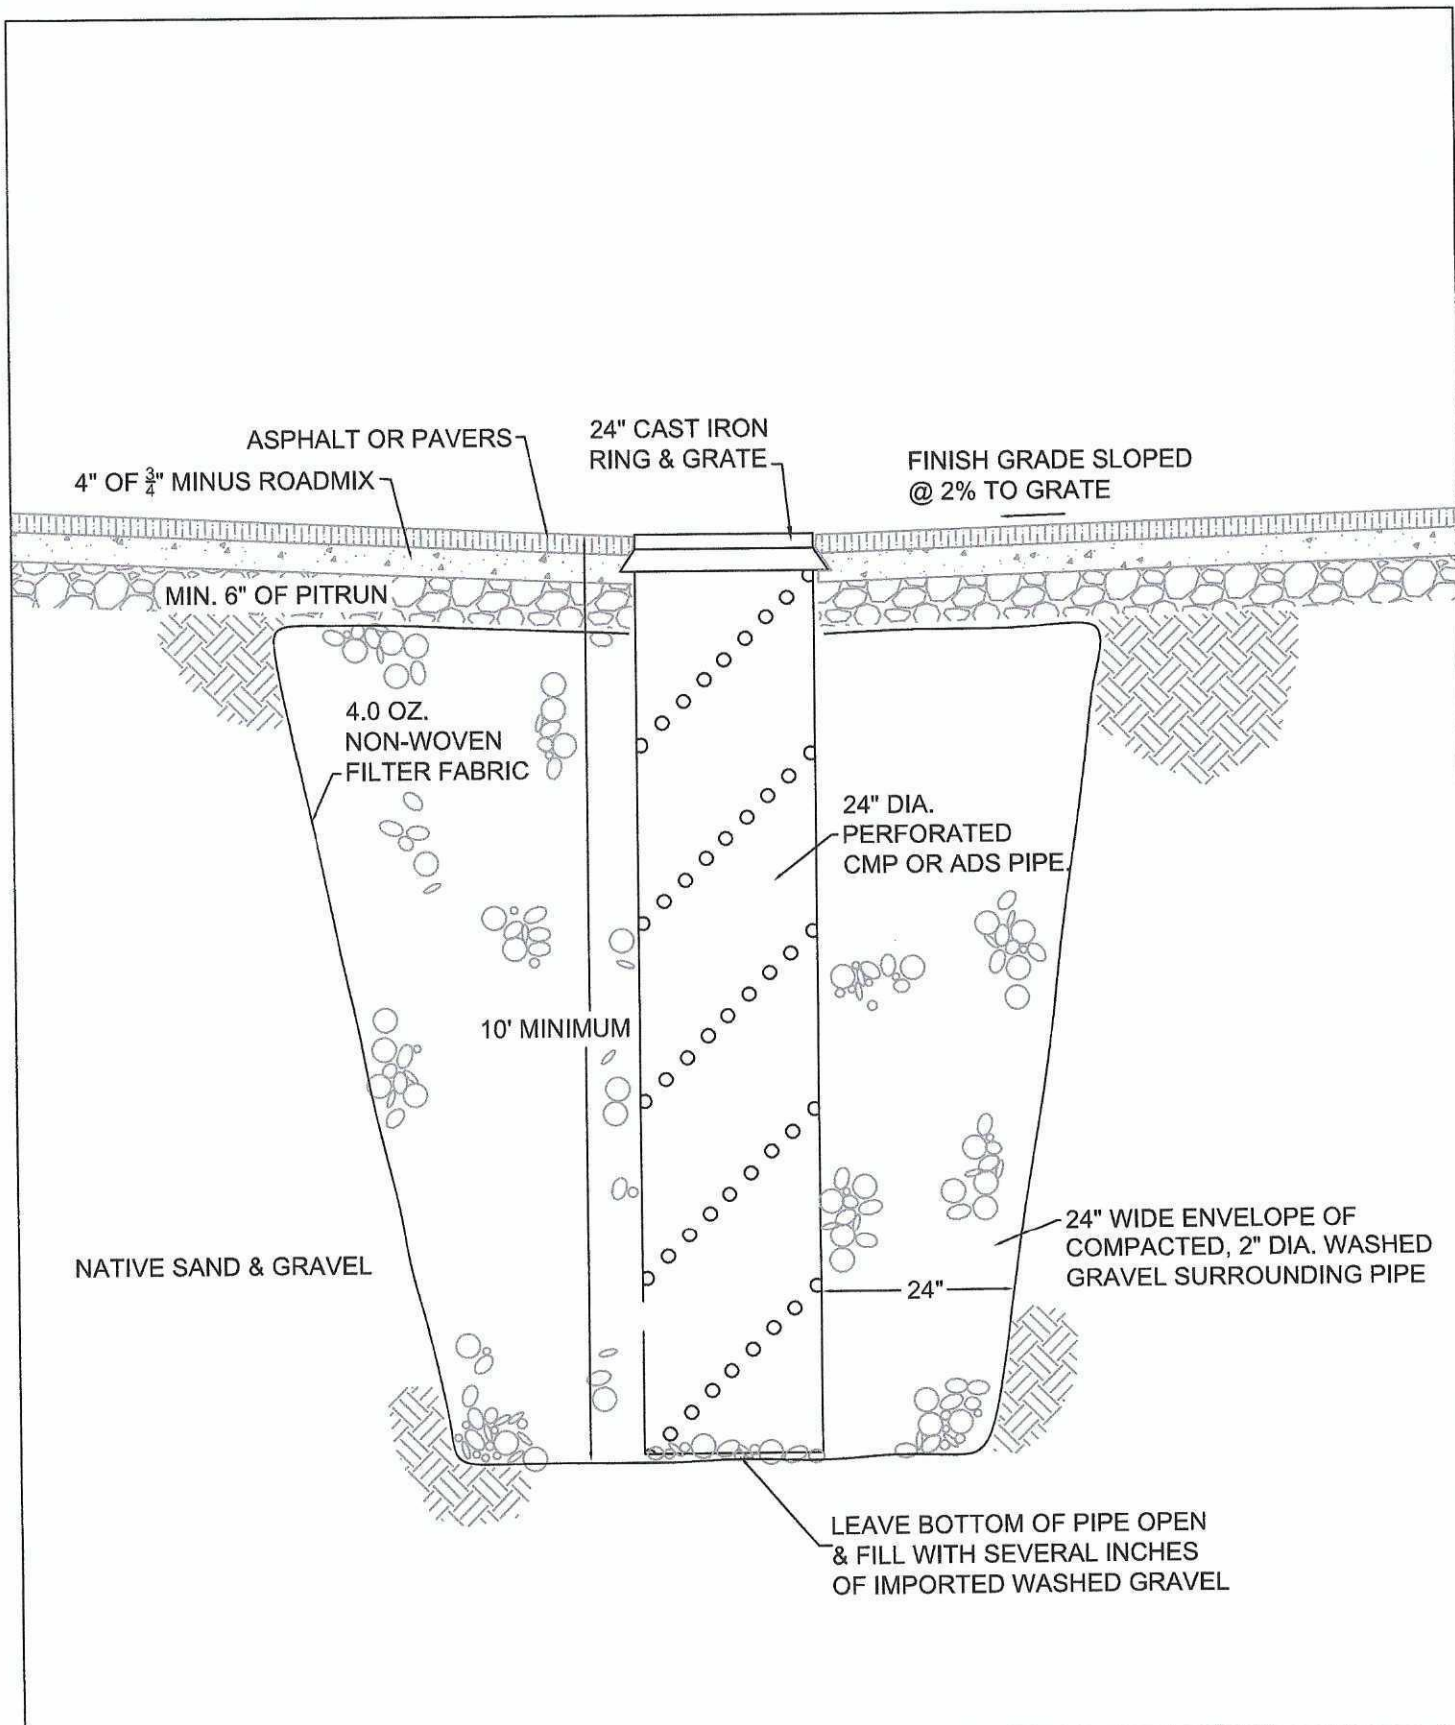 ASPHALT OR PAVERS
4" OF 3/4" MINUS ROADMIX
24" CAST IRON
RING & GRATE
FINISH GRADE SLOPED
@ 2% TO GRATE
MIN. 6" OF PITRUN
4.0 OZ.
NON-WOVEN
FILTER FABRIC
24" DIA.
PERFORATED
CMP OR ADS PIPE.
10' MINIMUM
NATIVE SAND & GRAVEL
24" WIDE ENVELOPE OF
COMPACTED, 2" DIA. WASHED
GRAVEL SURROUNDING PIPE
24"
LEAVE BOTTOM OF PIPE OPEN
& FILL WITH SEVERAL INCHES
OF IMPORTED WASHED GRAVEL